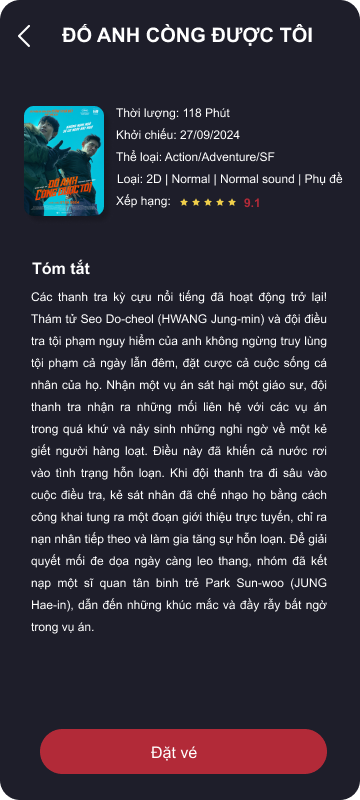 ĐỐ ANH CÒNG ĐƯỢC TÔI
ĐỐ ANH
CÒNG ĐƯỢC TÔI
Thời lượng: 118 Phút
Khởi chiếu: 27/09/2024
Thể loại: Action/Adventure/SF
Loại: 2D | Normal | Normal sound | Phụ đề
Xếp hạng: ★★★★★ 9.1
Tóm tắt
Các thanh tra kỳ cựu nổi tiếng đã hoạt động trở lại!
Thám tử Seo Do-cheol (HWANG Jung-min) và đội điều
tra tội phạm nguy hiểm của anh không ngừng truy lùng
tội phạm cả ngày lẫn đêm, đặt cược cả cuộc sống cá
nhân của họ. Nhận một vụ án sát hại một giáo sư, đội
thanh tra nhận ra những mối liên hệ với các vụ án
trong quá khứ và nảy sinh những nghi ngờ về một kẻ
giết người hàng loạt. Điều này đã khiến cả nước rơi
vào tình trạng hỗn loạn. Khi đội thanh tra đi sâu vào
cuộc điều tra, kẻ sát nhân đã chế nhạo họ bằng cách
công khai tung ra một đoạn giới thiệu trực tuyến, chỉ ra
nạn nhân tiếp theo và làm gia tăng sự hỗn loạn. Để giải
quyết mối đe dọa ngày càng leo thang, nhóm đã kết
nạp một sĩ quan tân binh trẻ Park Sun-woo (JUNG
Hae-in), dẫn đến những khúc mắc và đầy rẫy bất ngờ
trong vụ án.
Đặt vé